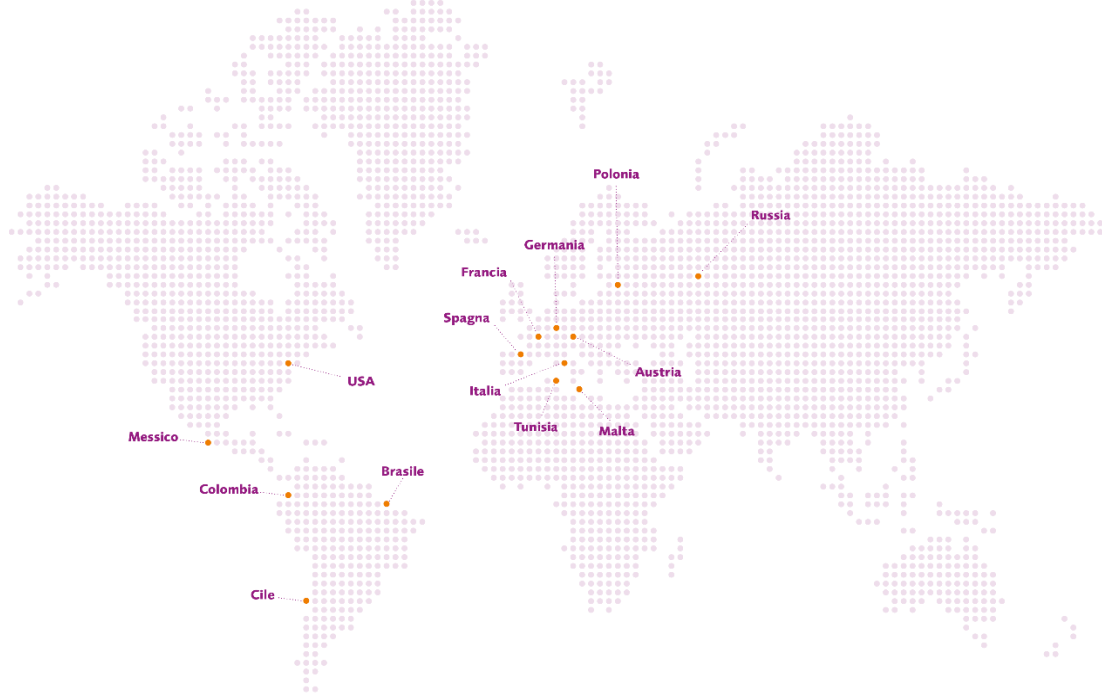 Polonia
Russia
Germania
Francia
Spagna
Austria
USA
Italia
Tunisia
Malta
Messico
Brasile
Colombia
Cile